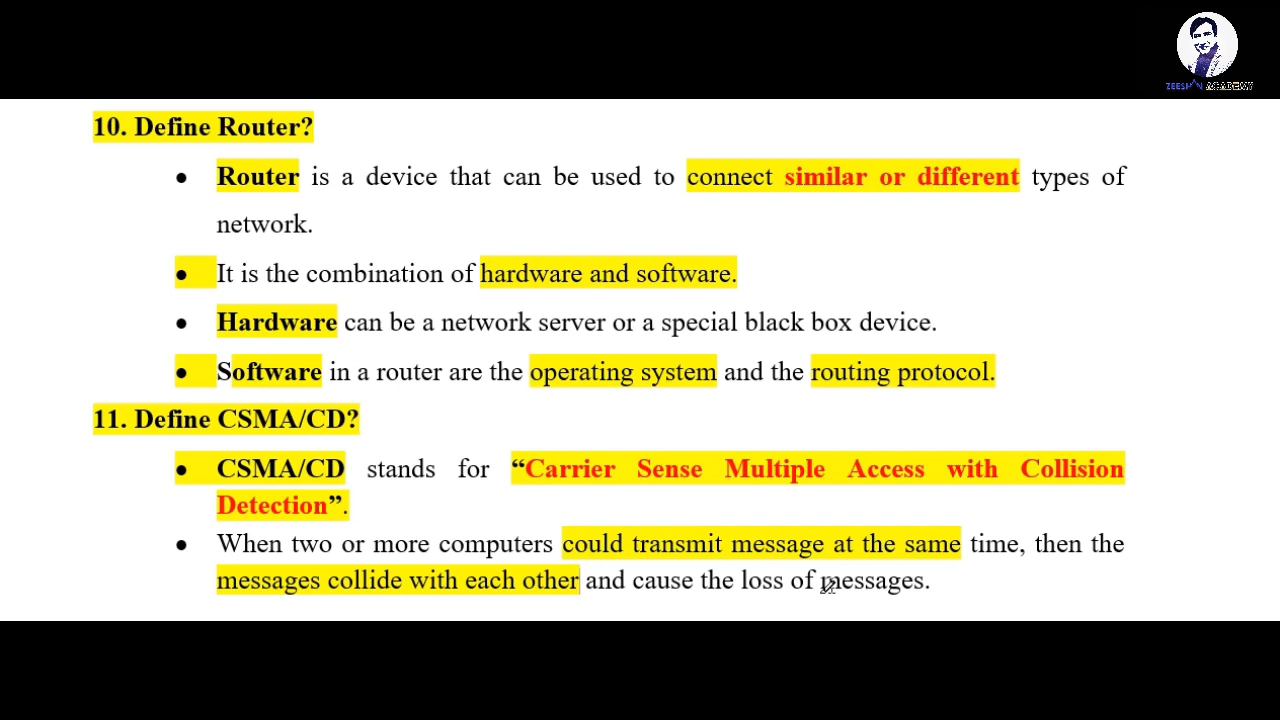 ZEESHAN ACADEMY
10. Define Router?
• Router is a device that can be used to connect similar or different types of
network.
• It is the combination of hardware and software.
• Hardware can be a network server or a special black box device.
• Software in a router are the operating system and the routing protocol.
11. Define CSMA/CD?
• CSMA/CD stands for “Carrier Sense Multiple Access with Collision
Detection”.
• When two or more computers could transmit message at the same time, then the
messages collide with each other and cause the loss of messages.